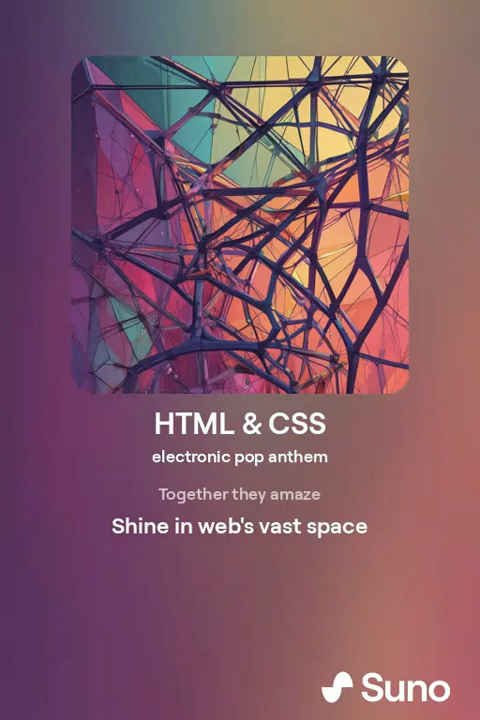 HTML & CSS
electronic pop anthem
Together they amaze
Shine in web's vast space
Suno